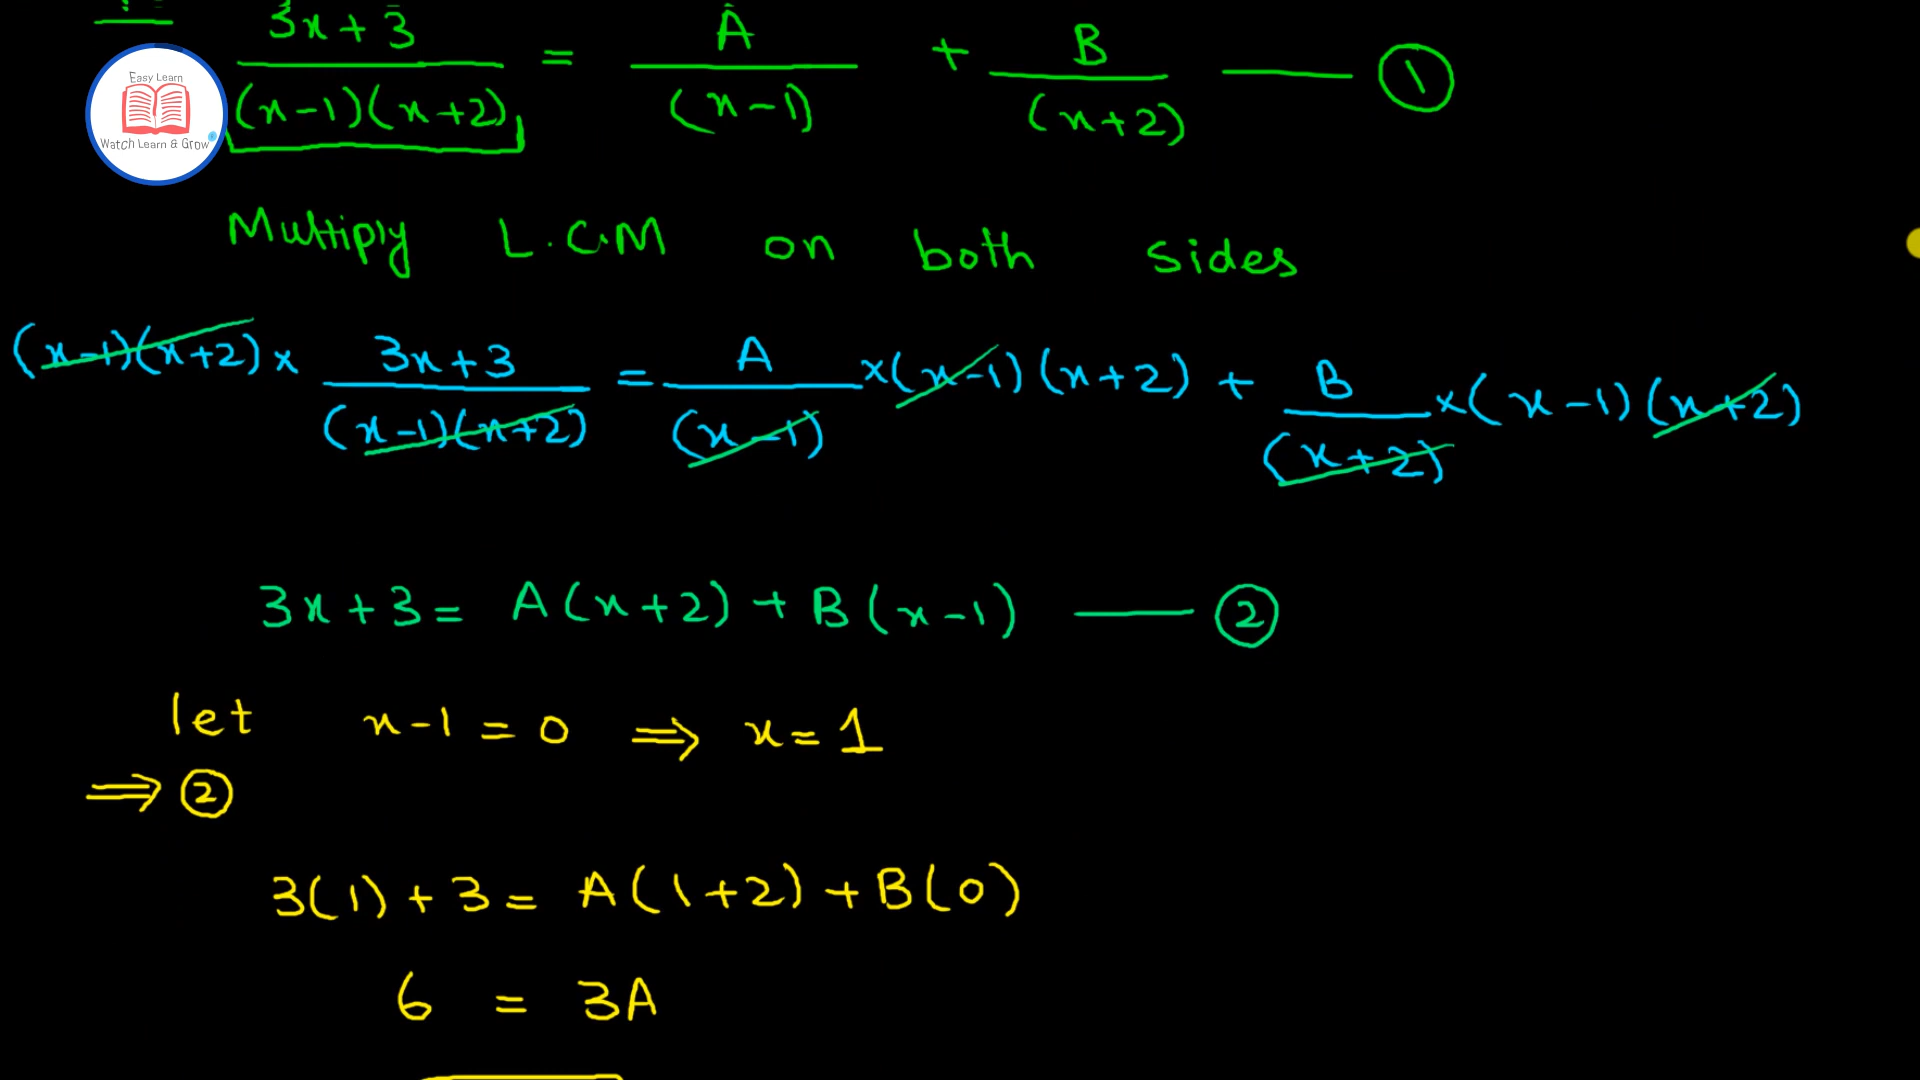 3x+3 / (x-1)(x+2) = A / (x-1) + B / (x+2) —— ①
Easy Learn
Watch Learn & Grow
Multiply L.C.M on both sides
(x-1)(x+2) x 3x+3 / (x-1)(x+2) = A / (x-1) x (x-1)(x+2) + B / (x+2) x (x-1)(x+2)
3x+3 = A(x+2) + B(x-1) —— ②
let x-1 = 0 ⇒ x = 1
⇒ ②
3(1)+3 = A(1+2)+B(0)
6 = 3A